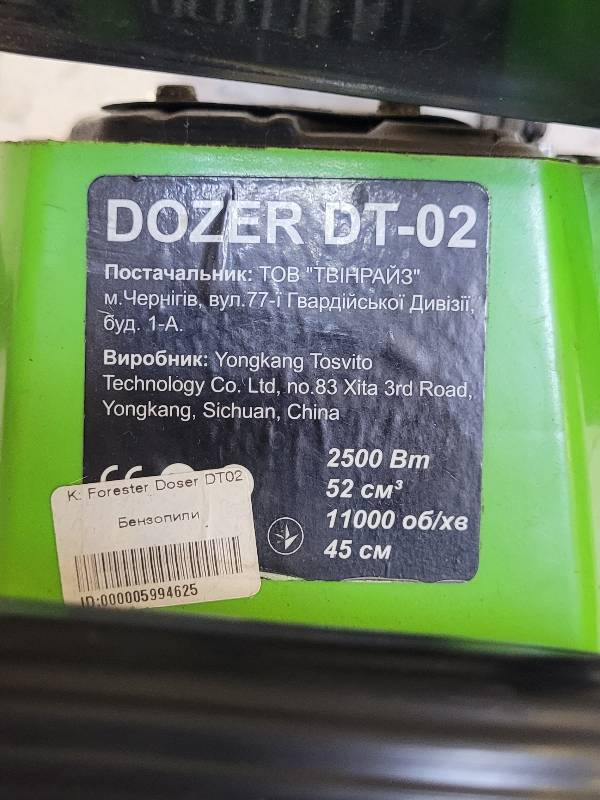 DOZER DT-02
Постачальник: ТОВ "ТВІНРАЙЗ"
м.Чернігів, вул.77-ї Гвардійської Дивізії,
буд. 1-А.
Виробник: Yongkang Tosvito
Technology Co. Ltd, no.83 Xita 3rd Road,
Yongkang, Sichuan, China
2500 Вт
52 см³
11000 об/хв
45 см
K: Forester Doser DT02
Бензопили
ID:000005994625